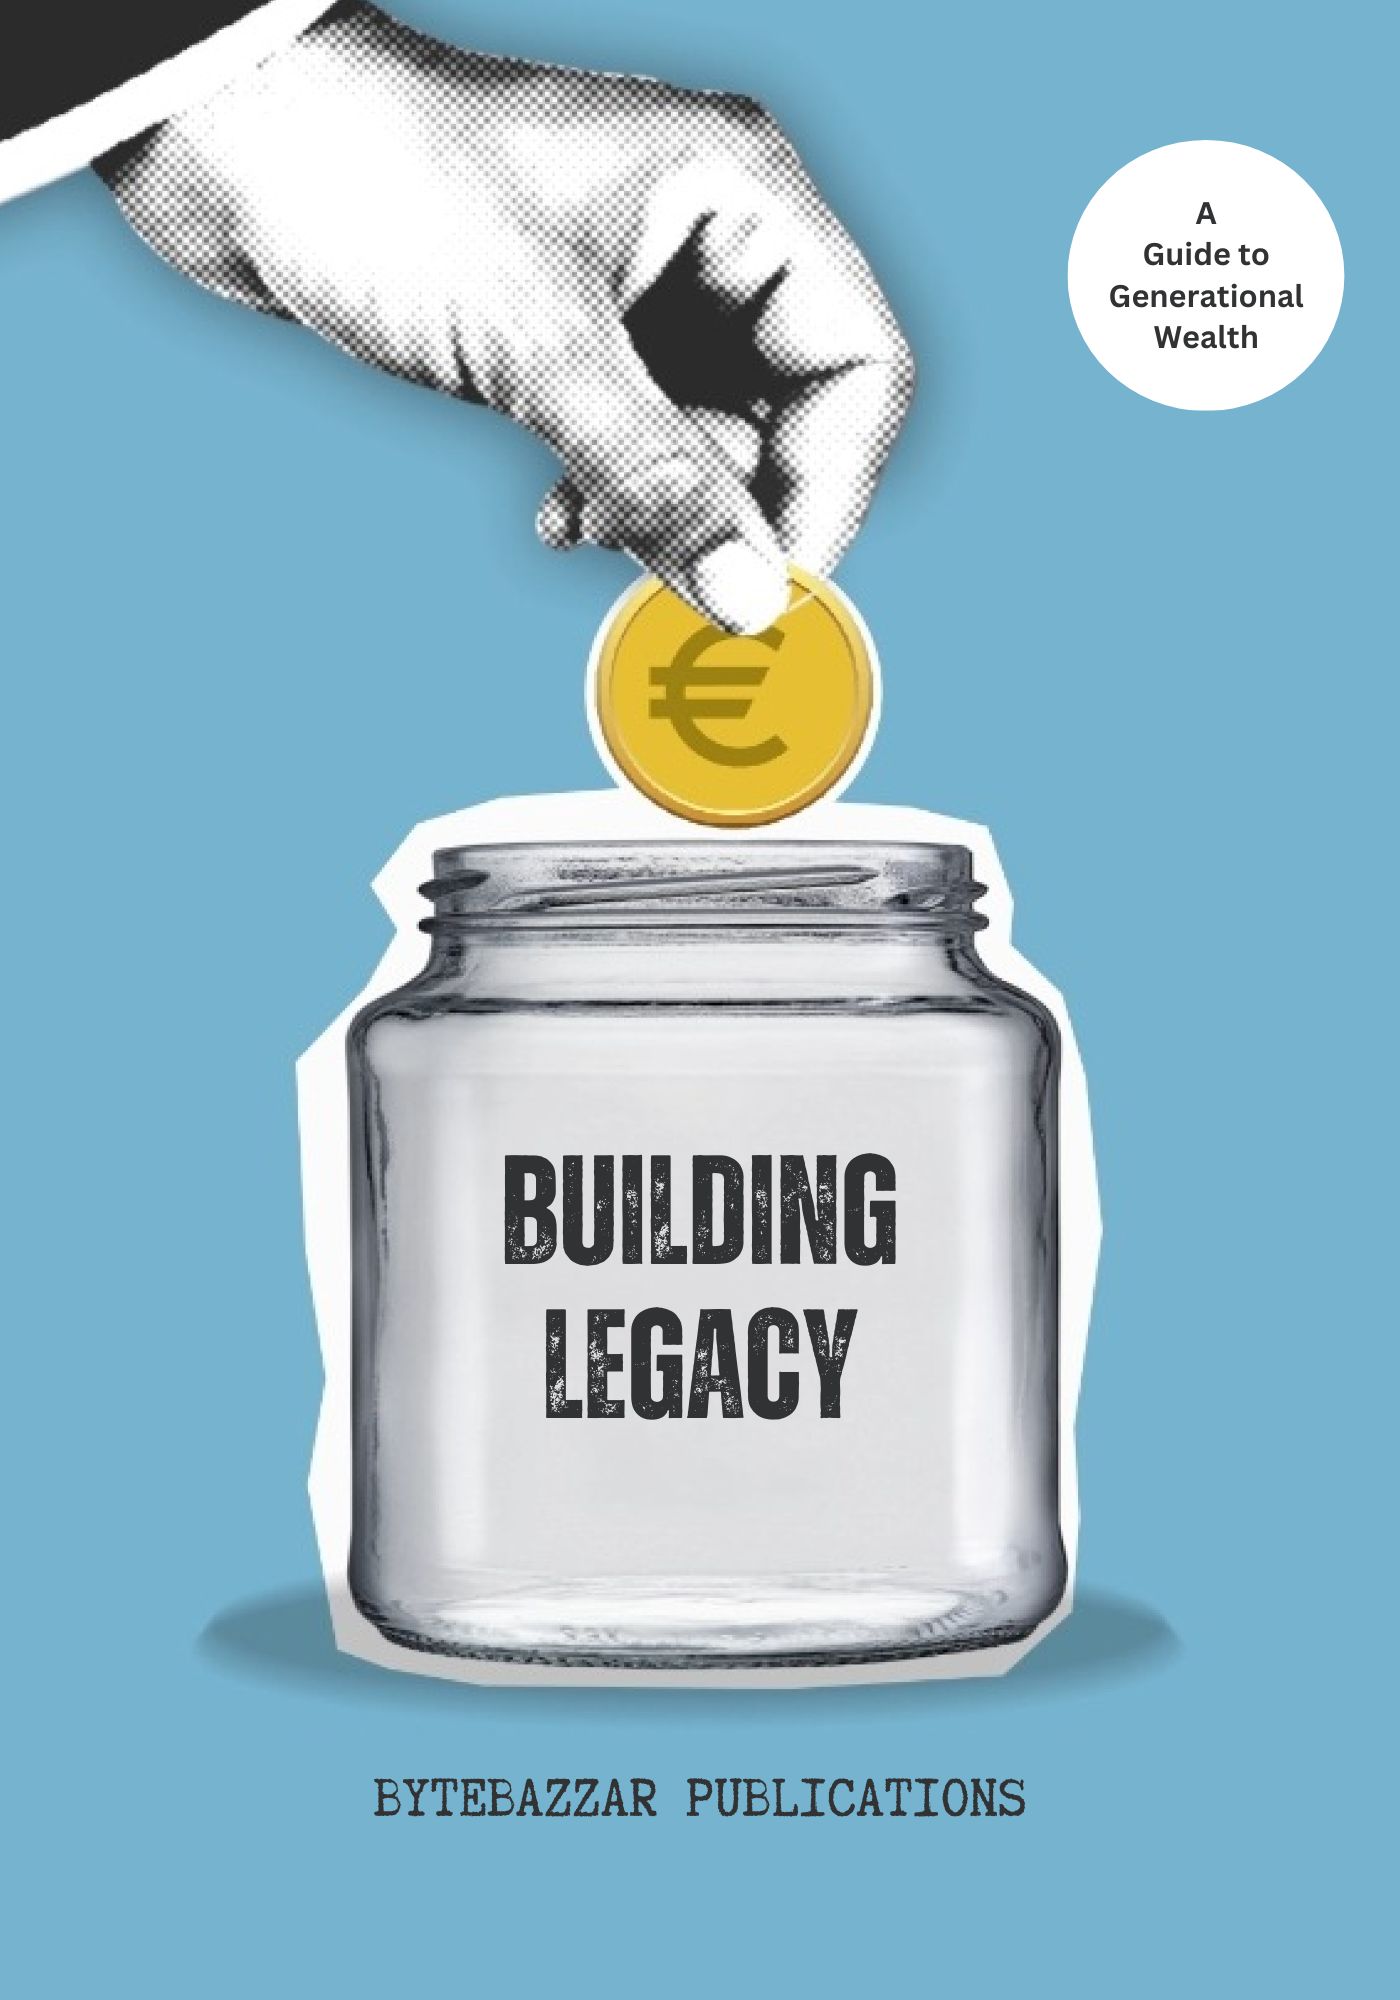 A
Guide to
Generational
Wealth
€
BUILDING
LEGACY
BYTEBAZZAR PUBLICATIONS